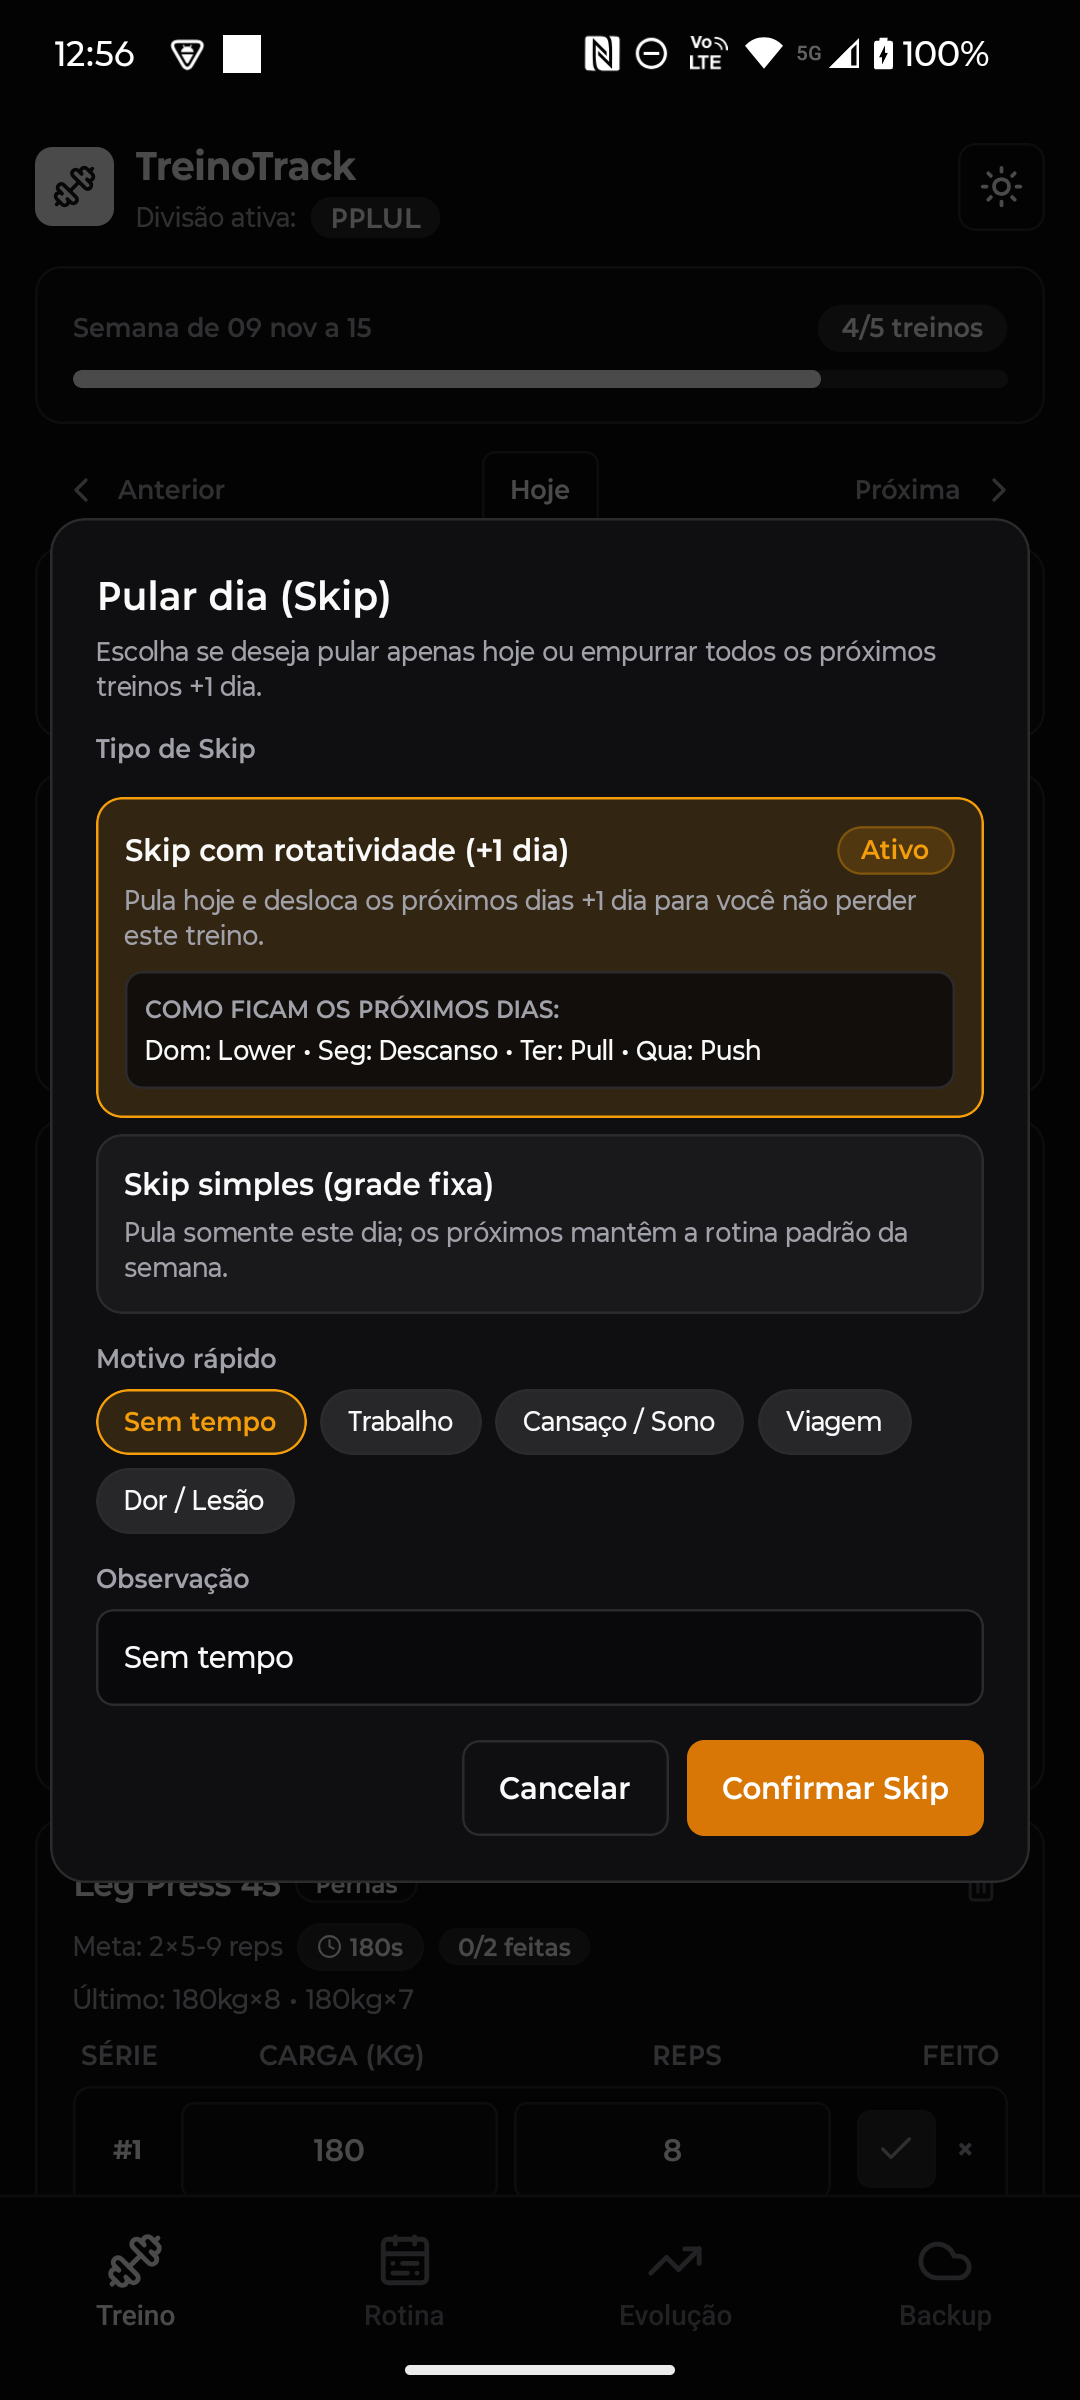 12:56
Vo LTE 5G 100%
TreinoTrack
Divisão ativa: PPLUL
Semana de 09 nov a 15
4/5 treinos
Anterior
Hoje
Próxima
Pular dia (Skip)
Escolha se deseja pular apenas hoje ou empurrar todos os próximos
treinos +1 dia.
Tipo de Skip
Skip com rotatividade (+1 dia)
Ativo
Pula hoje e desloca os próximos dias +1 dia para você não perder
este treino.
COMO FICAM OS PRÓXIMOS DIAS:
Dom: Lower • Seg: Descanso • Ter: Pull • Qua: Push
Skip simples (grade fixa)
Pula somente este dia; os próximos mantêm a rotina padrão da
semana.
Motivo rápido
Sem tempo
Trabalho
Cansaço / Sono
Viagem
Dor / Lesão
Observação
Sem tempo
Cancelar
Confirmar Skip
Leg Press 45
Pernas
Meta: 2×5-9 reps
180s
0/2 feitas
Último: 180kg×8 • 180kg×7
SÉRIE CARGA (KG) REPS FEITO
#1 180 8 ×
Treino
Rotina
Evolução
Backup